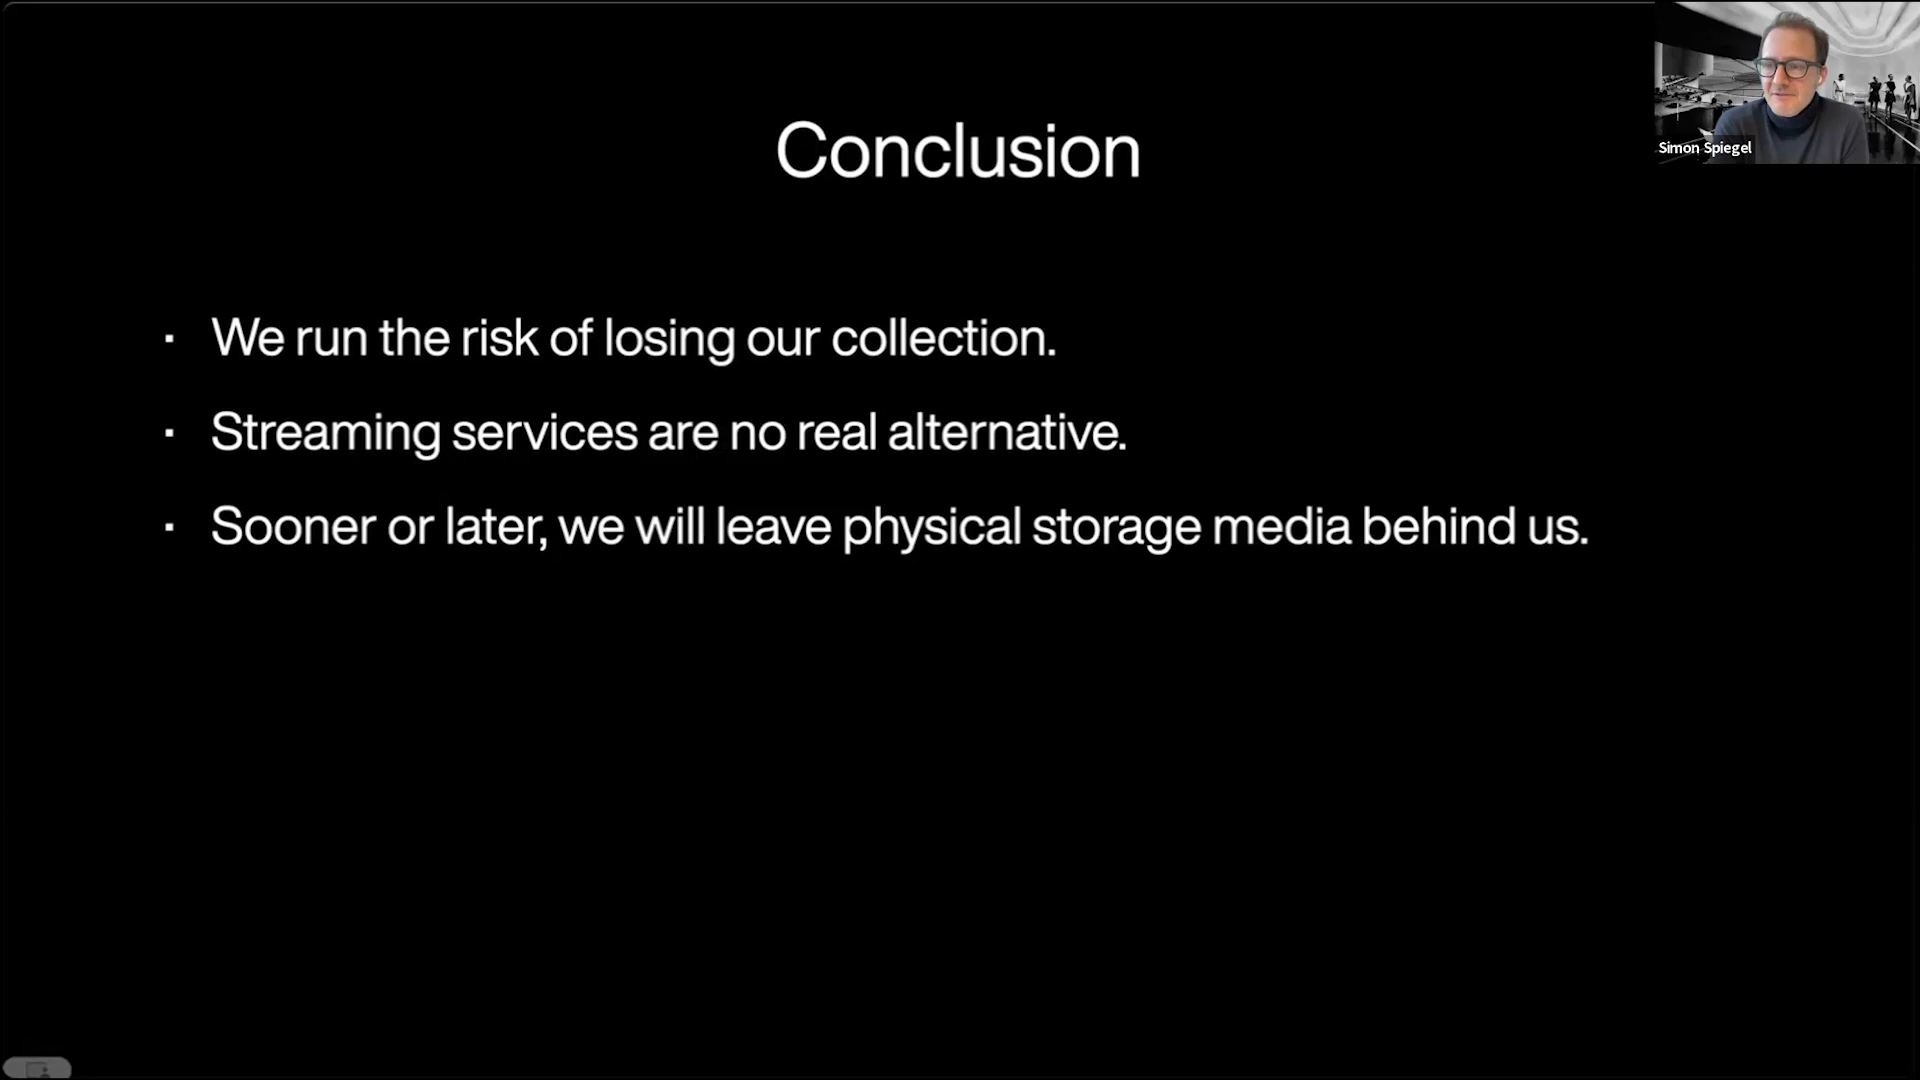 Conclusion
· We run the risk of losing our collection.
· Streaming services are no real alternative.
· Sooner or later, we will leave physical storage media behind us.
Simon Spiegel